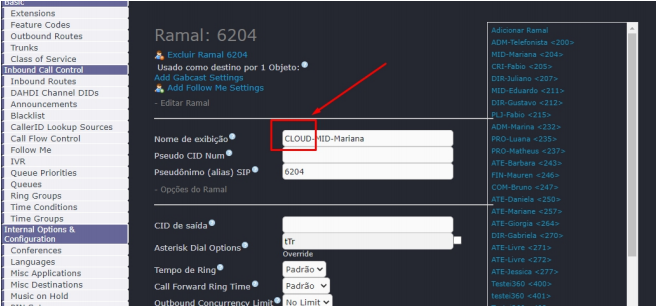 Basic
Extensions
Feature Codes
Outbound Routes
Trunks
Class of Service
Inbound Call Control
Inbound Routes
DAHDI Channel DIDs
Announcements
Blacklist
CallerID Lookup Sources
Call Flow Control
Follow Me
IVR
Queue Priorities
Queues
Ring Groups
Time Conditions
Time Groups
Internal Options &
Configuration
Conferences
Languages
Misc Applications
Misc Destinations
Music on Hold
Ramal: 6204
Excluir Ramal 6204
Usado como destino por 1 Objeto:
Add Gabcast Settings
Add Follow Me Settings
- Editar Ramal
Nome de exibição
CLOUD-MID-Mariana
Pseudo CID Num
Pseudônimo (alias) SIP
6204
- Opções do Ramal
CID de saída
Asterisk Dial Options
tTr
Override
Tempo de Ring
Padrão
Call Forward Ring Time
Padrão
Outbound Concurrency Limit
No Limit
Adicionar Ramal
ADM-Telefonista <200>
MID-Mariana <204>
CRI-Fabio <205>
DIR-Juliano <207>
MID-Eduardo <211>
DIR-Gustavo <212>
PLJ-Fabio <215>
ADM-Marina <232>
PRO-Luana <235>
PRO-Matheus <237>
ATE-Barbara <243>
FIN-Mauren <246>
COM-Bruno <247>
ATE-Daniela <250>
ATE-Mariane <257>
ATE-Giorgia <264>
DIR-Gabriela <270>
ATE-Livre <271>
ATE-Livre <272>
ATE-Jessica <277>
Testei360 <400>
testei360 <401>